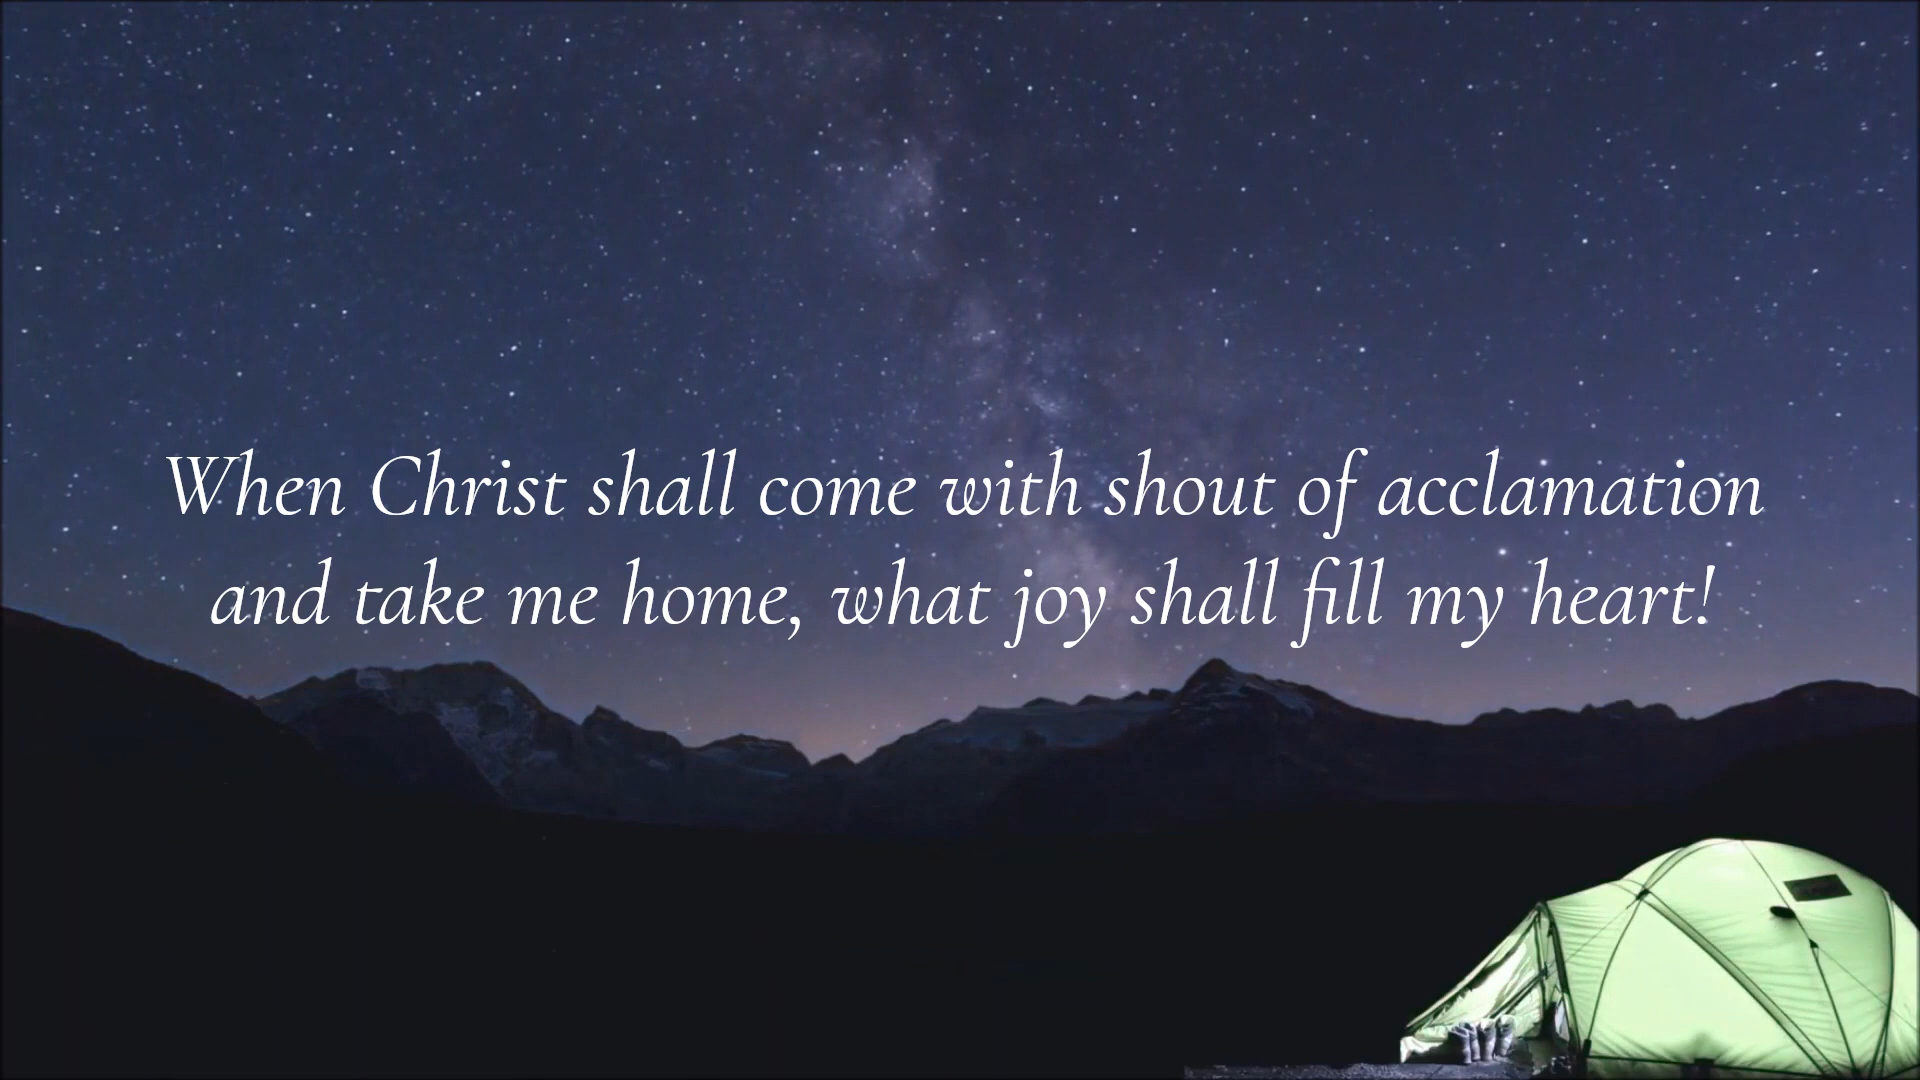 When Christ shall come with shout of acclamation
and take me home, what joy shall fill my heart!